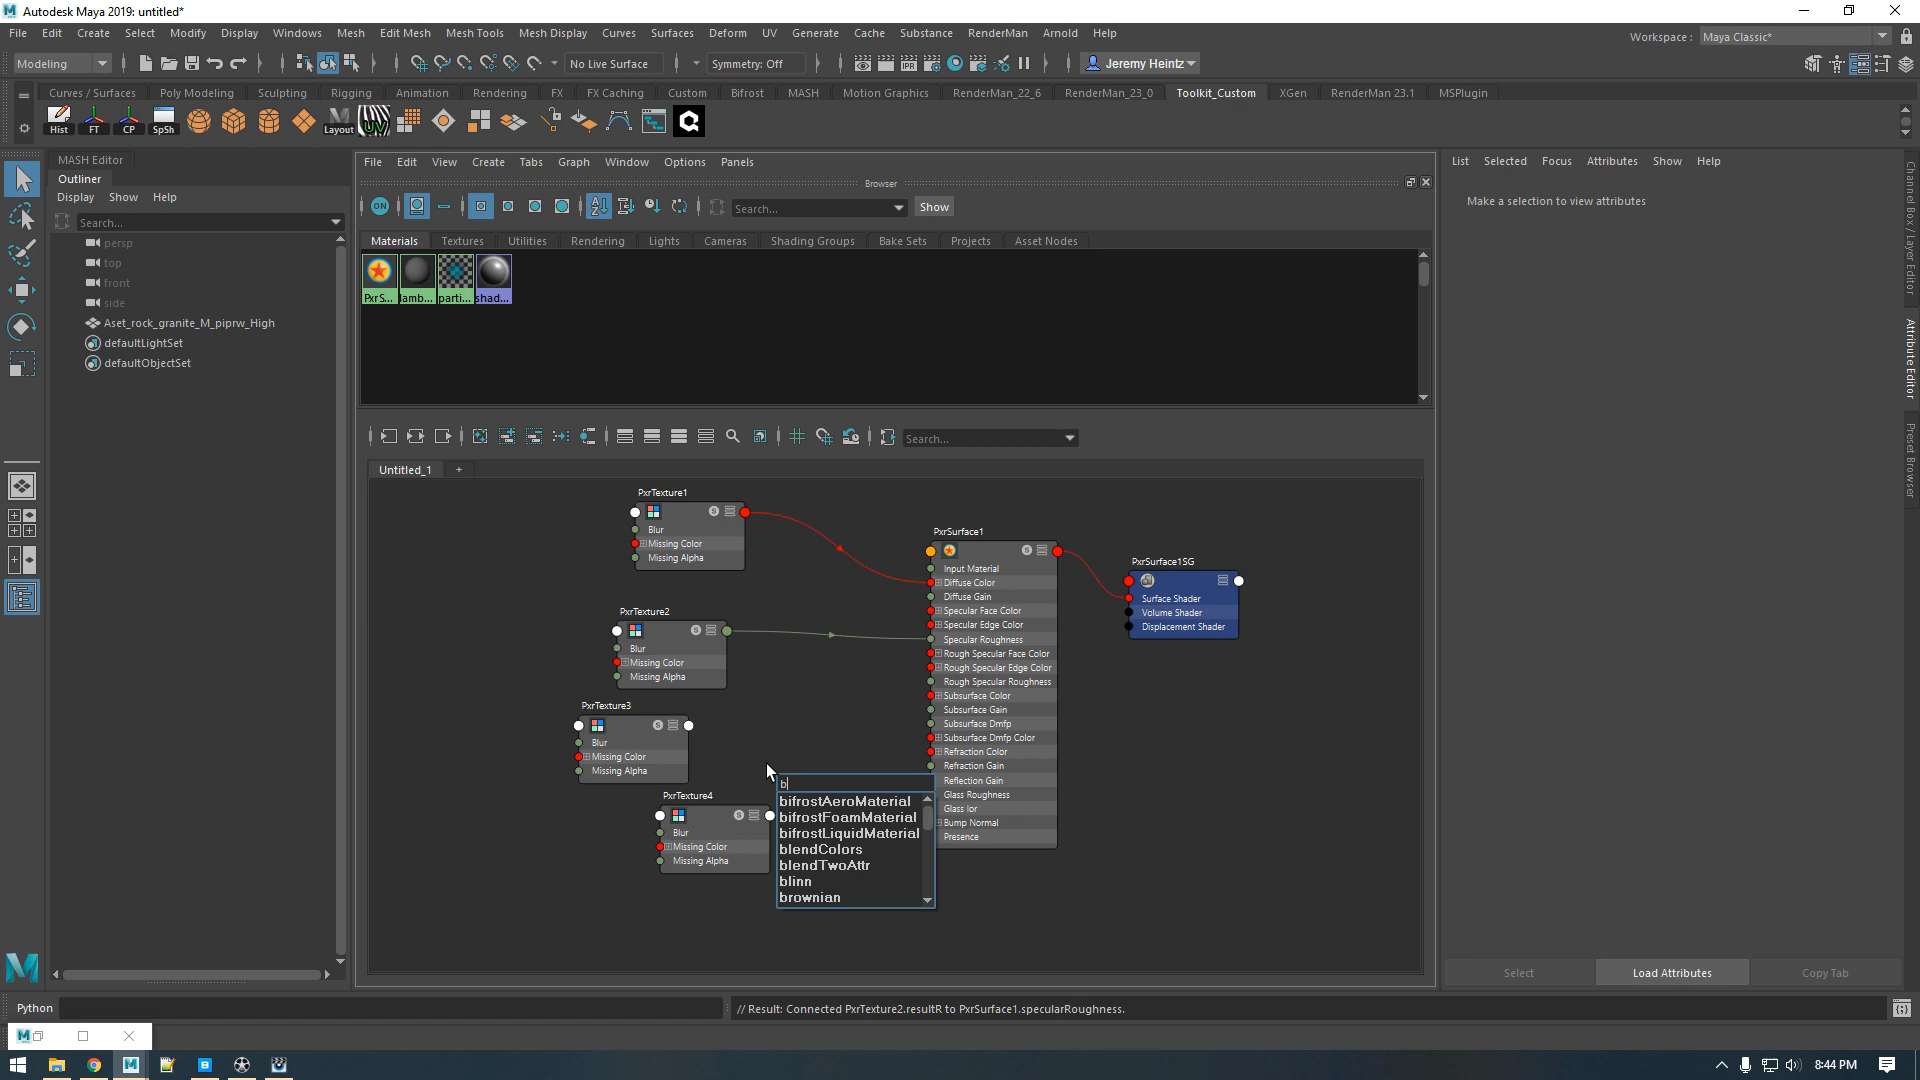 Autodesk Maya 2019: untitled*
File Edit Create Select Modify Display Windows Mesh Edit Mesh Mesh Tools Mesh Display Curves Surfaces Deform UV Generate Cache Substance RenderMan Arnold Help
Workspace : Maya Classic*
Modeling No Live Surface Symmetry: Off Jeremy Heintz
Curves / Surfaces Poly Modeling Sculpting Rigging Animation Rendering FX FX Caching Custom Bifrost MASH Motion Graphics RenderMan_22_6 RenderMan_23_0 Toolkit_Custom XGen RenderMan 23.1 MSPlugin
Hist FT CP SpSh Layout UV
MASH Editor
Outliner
Display Show Help
Search...
persp
top
front
side
Aset_rock_granite_M_piprw_High
defaultLightSet
defaultObjectSet
File Edit View Create Tabs Graph Window Options Panels
Browser
ON Search... Show
Materials Textures Utilities Rendering Lights Cameras Shading Groups Bake Sets Projects Asset Nodes
PxrS... lamb... parti... shad...
Search...
Untitled_1 +
PxrTexture1
Blur
Missing Color
Missing Alpha
PxrTexture2
Blur
Missing Color
Missing Alpha
PxrTexture3
Blur
Missing Color
Missing Alpha
PxrTexture4
Blur
Missing Color
Missing Alpha
b
bifrostAeroMaterial
bifrostFoamMaterial
bifrostLiquidMaterial
blendColors
blendTwoAttr
blinn
brownian
PxrSurface1
Input Material
Diffuse Color
Diffuse Gain
Specular Face Color
Specular Edge Color
Specular Roughness
Rough Specular Face Color
Rough Specular Edge Color
Rough Specular Roughness
Subsurface Color
Subsurface Gain
Subsurface Dmfp
Subsurface Dmfp Color
Refraction Color
Refraction Gain
Reflection Gain
Glass Roughness
Glass Ior
Bump Normal
Presence
PxrSurface1SG
Surface Shader
Volume Shader
Displacement Shader
List Selected Focus Attributes Show Help
Make a selection to view attributes
Channel Box / Layer Editor
Attribute Editor
Preset Browser
Select Load Attributes Copy Tab
Python
// Result: Connected PxrTexture2.resultR to PxrSurface1.specularRoughness.
8:44 PM